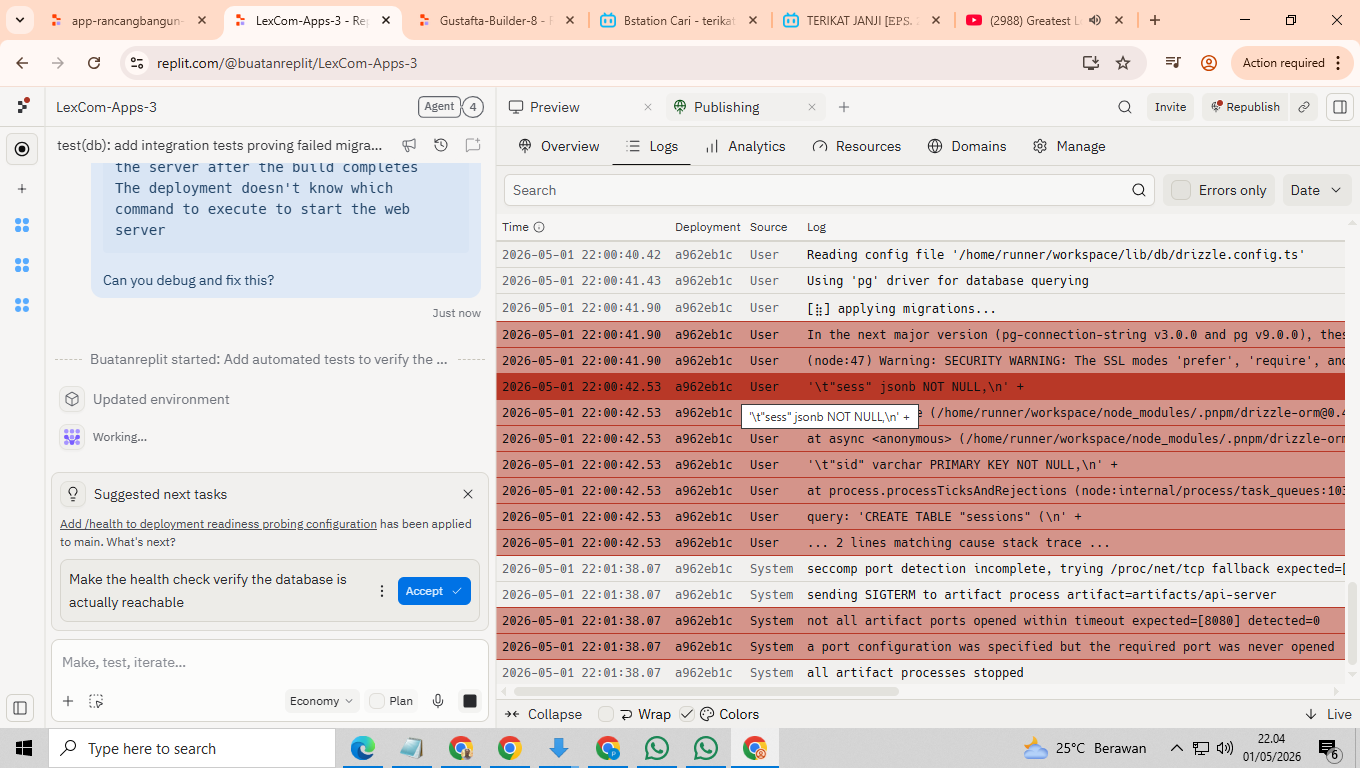 app-rancangbangun-
LexCom-Apps-3 - Rep
Gustafta-Builder-8 - R
Bstation Cari - terikat
TERIKAT JANJI [EPS. 2
(2988) Greatest L
replit.com/@buatanreplit/LexCom-Apps-3
Action required
LexCom-Apps-3
Agent 4
Preview
Publishing
Invite
Republish
test(db): add integration tests proving failed migra...
Overview
Logs
Analytics
Resources
Domains
Manage
the server after the build completes
The deployment doesn't know which
command to execute to start the web
server
Can you debug and fix this?
Just now
Buatanreplit started: Add automated tests to verify the ...
Updated environment
Working...
Suggested next tasks
Add /health to deployment readiness probing configuration has been applied
to main. What's next?
Make the health check verify the database is
actually reachable
Accept
Make, test, iterate...
Economy
Plan
Search
Errors only
Date
Time Deployment Source Log
2026-05-01 22:00:40.42 a962eb1c User Reading config file '/home/runner/workspace/lib/db/drizzle.config.ts'
2026-05-01 22:00:41.43 a962eb1c User Using 'pg' driver for database querying
2026-05-01 22:00:41.90 a962eb1c User [⣷] applying migrations...
2026-05-01 22:00:41.90 a962eb1c User In the next major version (pg-connection-string v3.0.0 and pg v9.0.0), thes
2026-05-01 22:00:41.90 a962eb1c User (node:47) Warning: SECURITY WARNING: The SSL modes 'prefer', 'require', and
2026-05-01 22:00:42.53 a962eb1c User '\t"sess" jsonb NOT NULL,\n' +
2026-05-01 22:00:42.53 a962eb1c (/home/runner/workspace/node_modules/.pnpm/drizzle-orm@0.4
'\t"sess" jsonb NOT NULL,\n' +
2026-05-01 22:00:42.53 a962eb1c User at async <anonymous> (/home/runner/workspace/node_modules/.pnpm/drizzle-orm
2026-05-01 22:00:42.53 a962eb1c User '\t"sid" varchar PRIMARY KEY NOT NULL,\n' +
2026-05-01 22:00:42.53 a962eb1c User at process.processTicksAndRejections (node:internal/process/task_queues:103
2026-05-01 22:00:42.53 a962eb1c User query: 'CREATE TABLE "sessions" (\n' +
2026-05-01 22:00:42.53 a962eb1c User ... 2 lines matching cause stack trace ...
2026-05-01 22:01:38.07 a962eb1c System seccomp port detection incomplete, trying /proc/net/tcp fallback expected=[
2026-05-01 22:01:38.07 a962eb1c System sending SIGTERM to artifact process artifact=artifacts/api-server
2026-05-01 22:01:38.07 a962eb1c System not all artifact ports opened within timeout expected=[8080] detected=0
2026-05-01 22:01:38.07 a962eb1c System a port configuration was specified but the required port was never opened
2026-05-01 22:01:38.07 a962eb1c System all artifact processes stopped
Collapse
Wrap
Colors
Live
Type here to search
25°C Berawan
22.04
01/05/2026
6